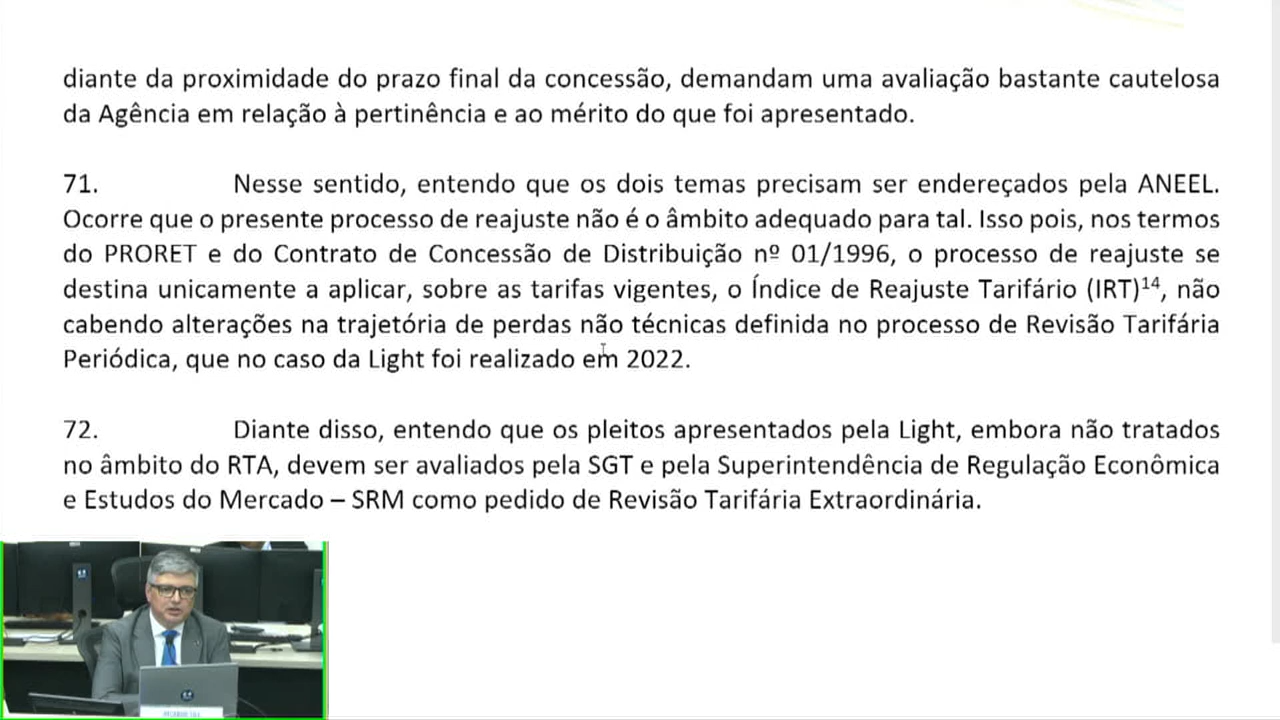 diante da proximidade do prazo final da concessão, demandam uma avaliação bastante cautelosa
da Agência em relação à pertinência e ao mérito do que foi apresentado.
71. Nesse sentido, entendo que os dois temas precisam ser endereçados pela ANEEL.
Ocorre que o presente processo de reajuste não é o âmbito adequado para tal. Isso pois, nos termos
do PRORET e do Contrato de Concessão de Distribuição nº 01/1996, o processo de reajuste se
destina unicamente a aplicar, sobre as tarifas vigentes, o Índice de Reajuste Tarifário (IRT)¹⁴, não
cabendo alterações na trajetória de perdas não técnicas definida no processo de Revisão Tarifária
Periódica, que no caso da Light foi realizado em 2022.
72. Diante disso, entendo que os pleitos apresentados pela Light, embora não tratados
no âmbito do RTA, devem ser avaliados pela SGT e pela Superintendência de Regulação Econômica
e Estudos do Mercado – SRM como pedido de Revisão Tarifária Extraordinária.